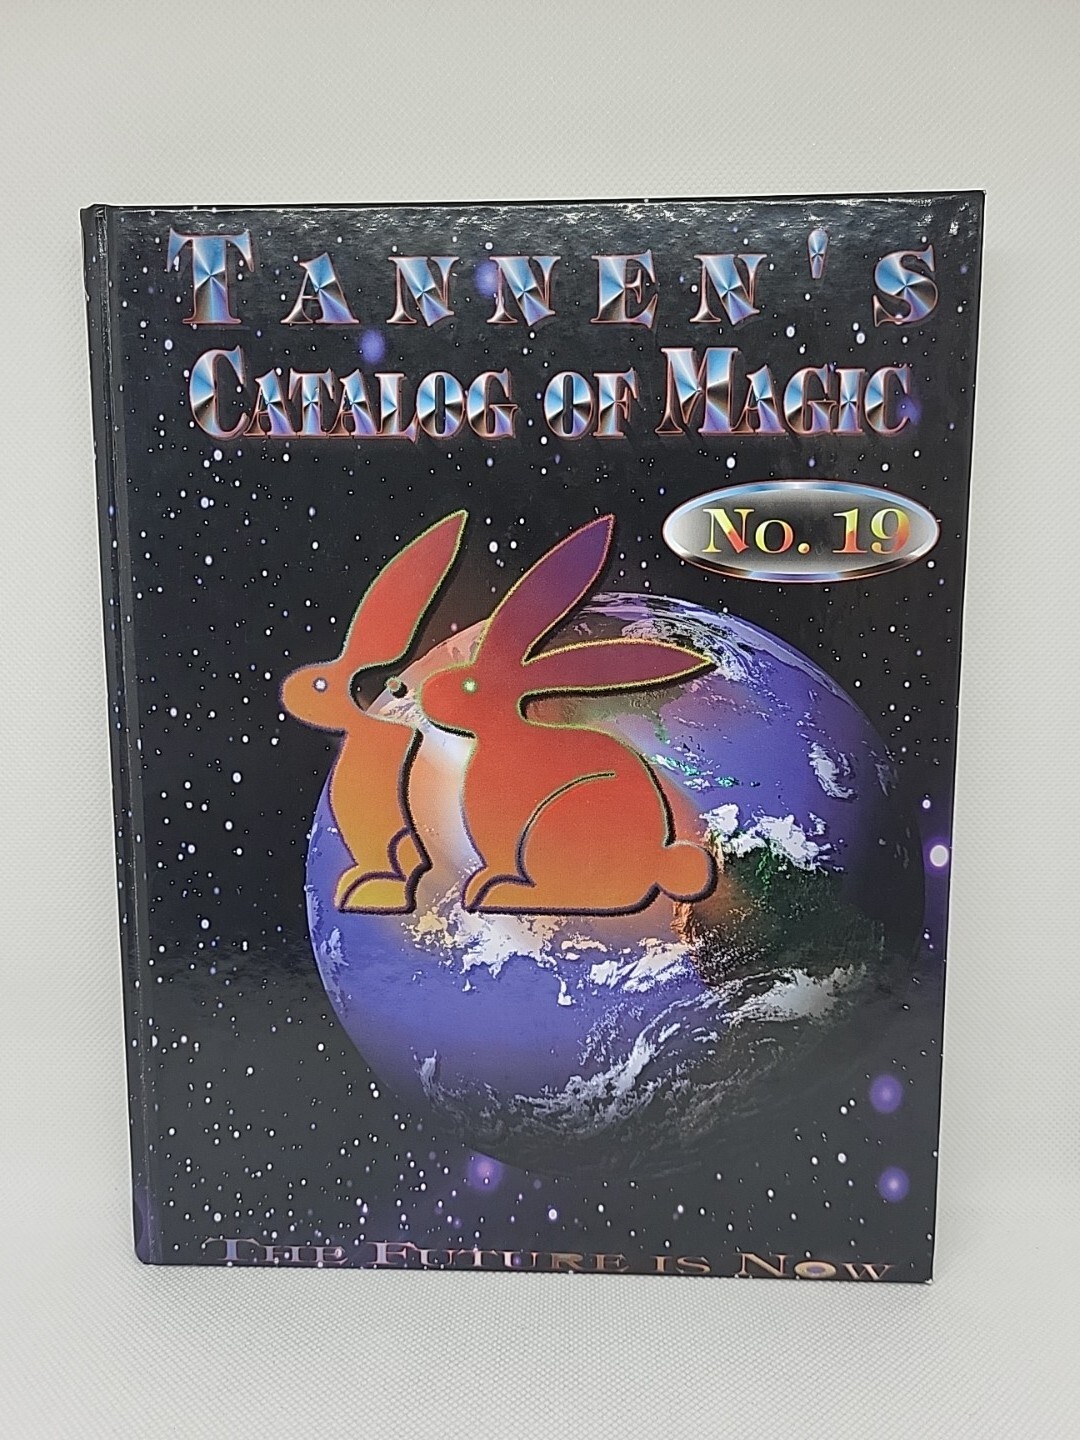 TANNEN'S
CATALOG OF MAGIC
No. 19
THE FUTURE IS NOW